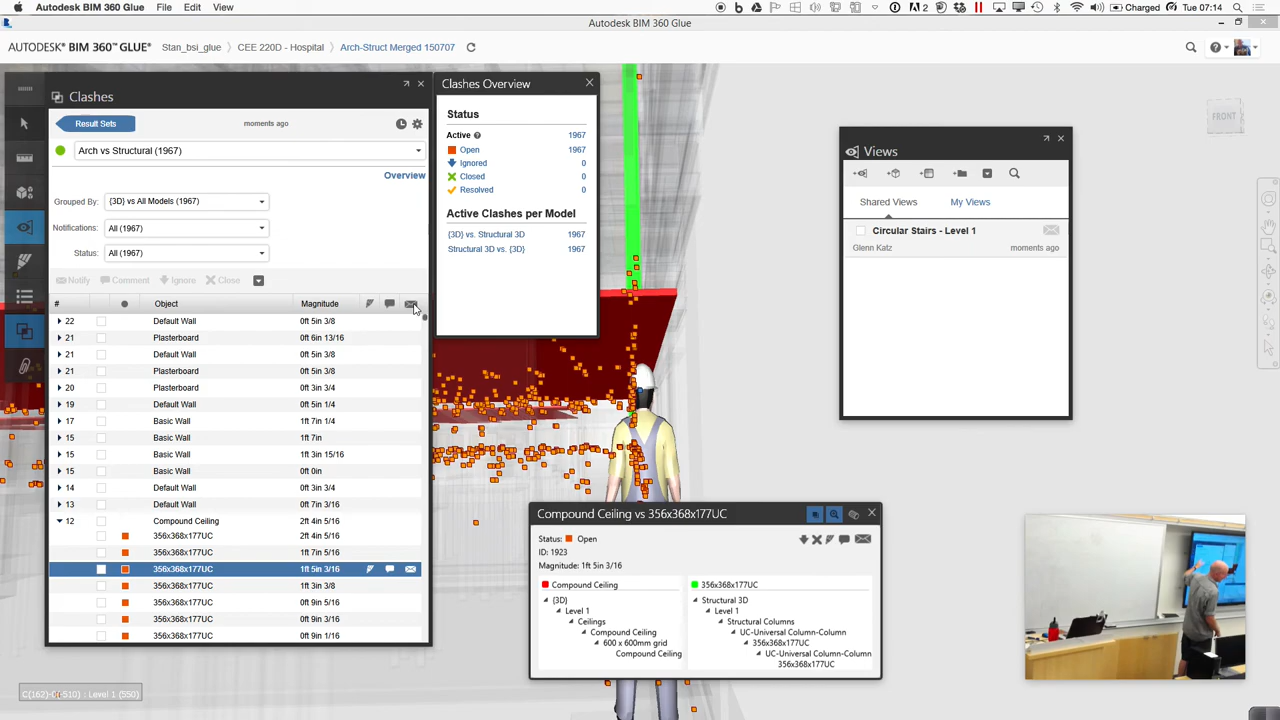 Autodesk BIM 360 Glue File Edit View
2 Charged Tue 07:14
Autodesk BIM 360 Glue
AUTODESK® BIM 360™ GLUE® Stan_bsi_glue CEE 220D - Hospital Arch-Struct Merged 150707
FRONT
Clashes
Result Sets moments ago
Arch vs Structural (1967)
Overview
Grouped By: {3D} vs All Models (1967)
Notifications: All (1967)
Status: All (1967)
Notify Comment Ignore Close
# Object Magnitude
22 Default Wall 0ft 5in 3/8
21 Plasterboard 0ft 6in 13/16
21 Default Wall 0ft 5in 3/8
21 Plasterboard 0ft 5in 3/8
20 Plasterboard 0ft 3in 3/4
19 Default Wall 0ft 5in 1/4
17 Basic Wall 1ft 7in 1/4
15 Basic Wall 1ft 7in
15 Basic Wall 1ft 3in 15/16
15 Basic Wall 0ft 0in
14 Default Wall 0ft 3in 3/4
13 Default Wall 0ft 7in 3/16
12 Compound Ceiling 2ft 4in 5/16
356x368x177UC 2ft 4in 5/16
356x368x177UC 1ft 7in 5/16
356x368x177UC 1ft 5in 3/16
356x368x177UC 1ft 3in 3/8
356x368x177UC 0ft 9in 5/16
356x368x177UC 0ft 9in 3/16
356x368x177UC 0ft 9in 1/16
Clashes Overview
Status
Active 1967
Open 1967
Ignored 0
Closed 0
Resolved 0
Active Clashes per Model
{3D} vs. Structural 3D 1967
Structural 3D vs. {3D} 1967
Views
Shared Views My Views
Circular Stairs - Level 1
Glenn Katz moments ago
Compound Ceiling vs 356x368x177UC
Status: Open
ID: 1923
Magnitude: 1ft 5in 3/16
Compound Ceiling
{3D}
Level 1
Ceilings
Compound Ceiling
600 x 600mm grid
Compound Ceiling
356x368x177UC
Structural 3D
Level 1
Structural Columns
UC-Universal Column-Column
356x368x177UC
UC-Universal Column-Column
356x368x177UC